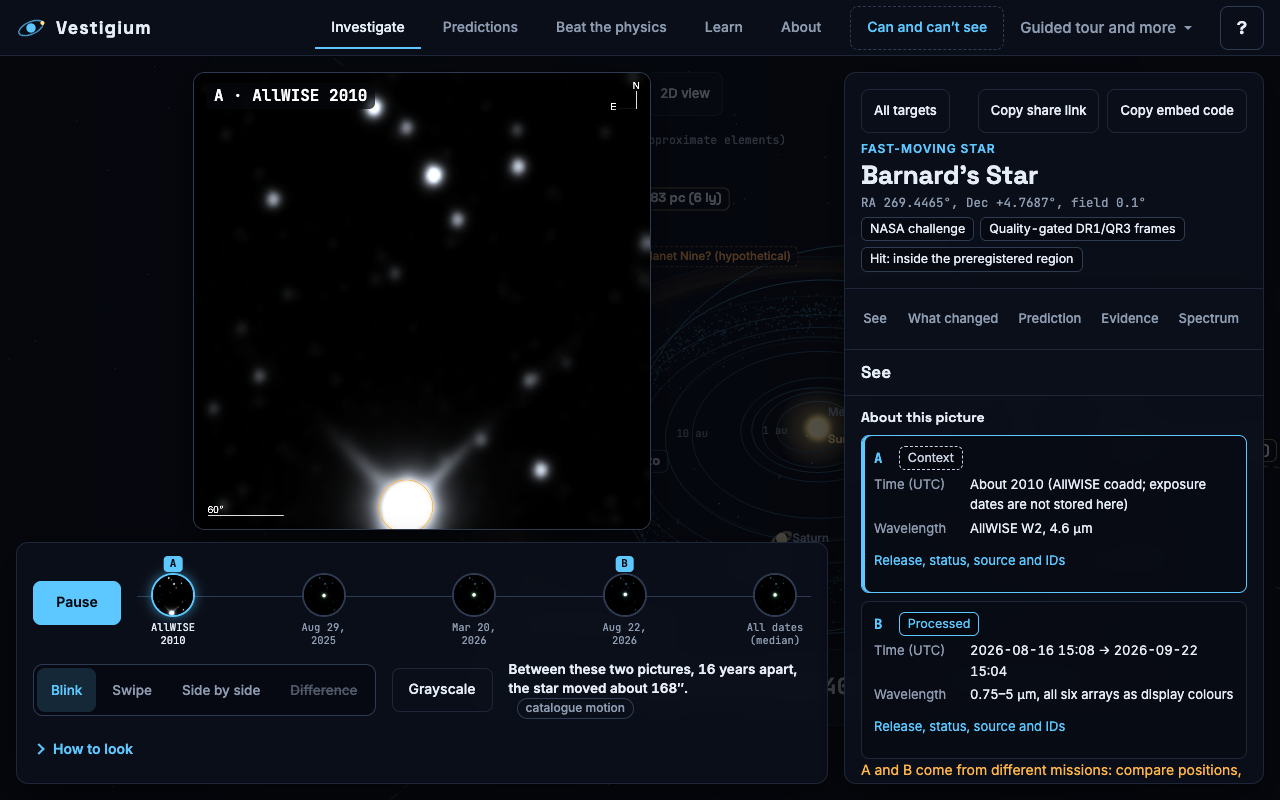 Vestigium
Investigate
Predictions
Beat the physics
Learn
About
Can and can't see
Guided tour and more
?
A · AllWISE 2010
N
E
60"
2D view
pproximate elements)
83 pc (6 ly)
lanet Nine? (hypothetical)
10 au
1 au
Me
Su
Saturn
All targets
Copy share link
Copy embed code
FAST-MOVING STAR
Barnard's Star
RA 269.4465°, Dec +4.7687°, field 0.1°
NASA challenge
Quality-gated DR1/QR3 frames
Hit: inside the preregistered region
See
What changed
Prediction
Evidence
Spectrum
See
About this picture
A
Context
Time (UTC)
About 2010 (AllWISE coadd; exposure
dates are not stored here)
Wavelength
AllWISE W2, 4.6 µm
Release, status, source and IDs
B
Processed
Time (UTC)
2026-08-16 15:08 → 2026-09-22
15:04
Wavelength
0.75–5 µm, all six arrays as display colours
Release, status, source and IDs
A and B come from different missions: compare positions,
Pause
A
AllWISE
2010
Aug 29,
2025
Mar 20,
2026
B
Aug 22,
2026
All dates
(median)
Blink
Swipe
Side by side
Difference
Grayscale
Between these two pictures, 16 years apart,
the star moved about 168″.
catalogue motion
How to look